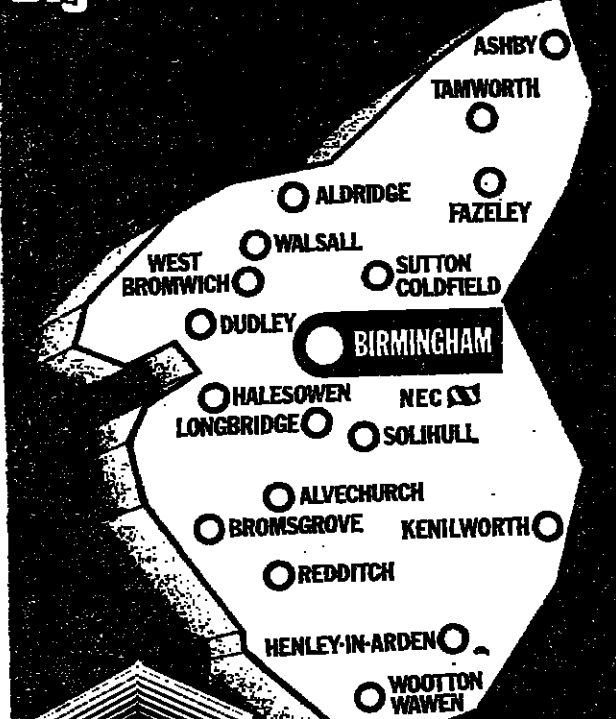 ASHBY
TAMWORTH
ALDRIDGE
FAZELEY
WALSALL
WEST
BROMWICH
SUTTON
COLDFIELD
DUDLEY
BIRMINGHAM
HALESOWEN
NEC
LONGBRIDGE
SOLIHULL
ALVECHURCH
BROMSGROVE
KENILWORTH
REDDITCH
HENLEY-IN-ARDEN
WOOTTON
WAWEN